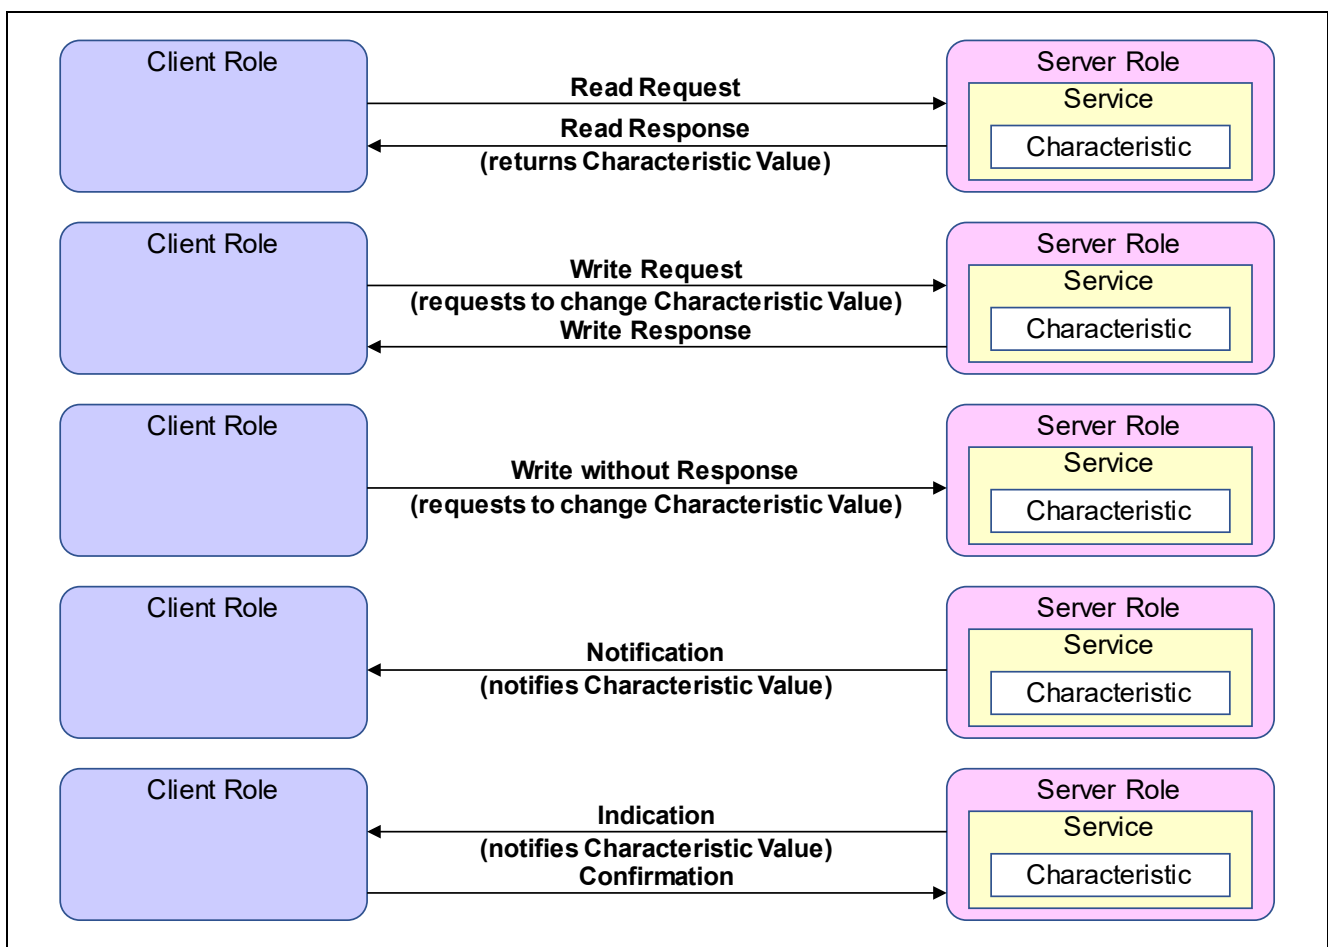 Client Role
Read Request
Read Response
(returns Characteristic Value)
Server Role
Service
Characteristic
Client Role
Write Request
(requests to change Characteristic Value)
Write Response
Server Role
Service
Characteristic
Client Role
Write without Response
(requests to change Characteristic Value)
Server Role
Service
Characteristic
Client Role
Notification
(notifies Characteristic Value)
Server Role
Service
Characteristic
Client Role
Indication
(notifies Characteristic Value)
Confirmation
Server Role
Service
Characteristic